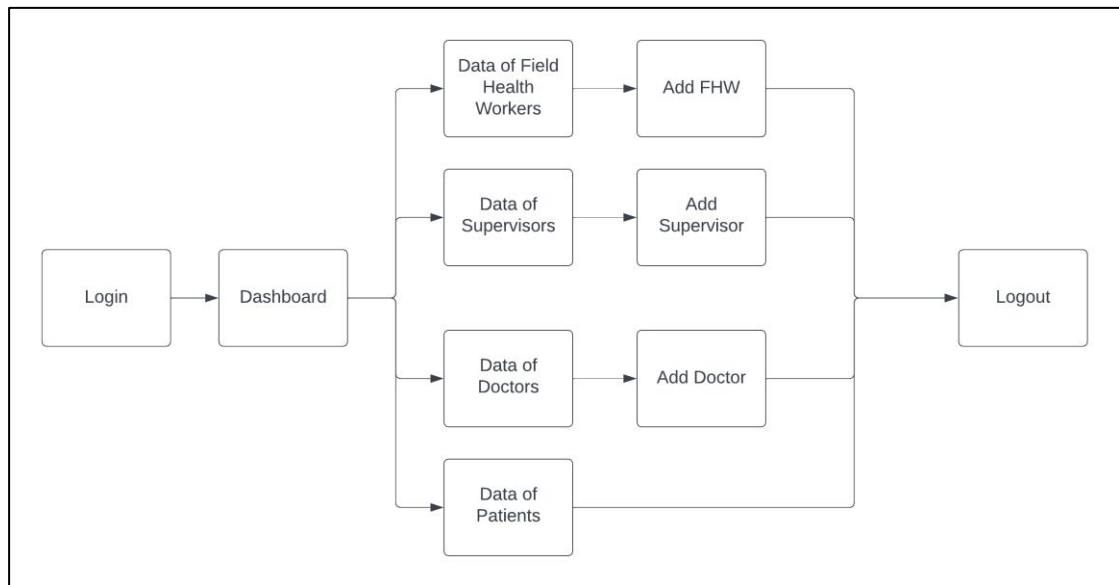 Login
Dashboard
Data of Field
Health
Workers
Add FHW
Data of
Supervisors
Add
Supervisor
Data of
Doctors
Add Doctor
Data of
Patients
Logout